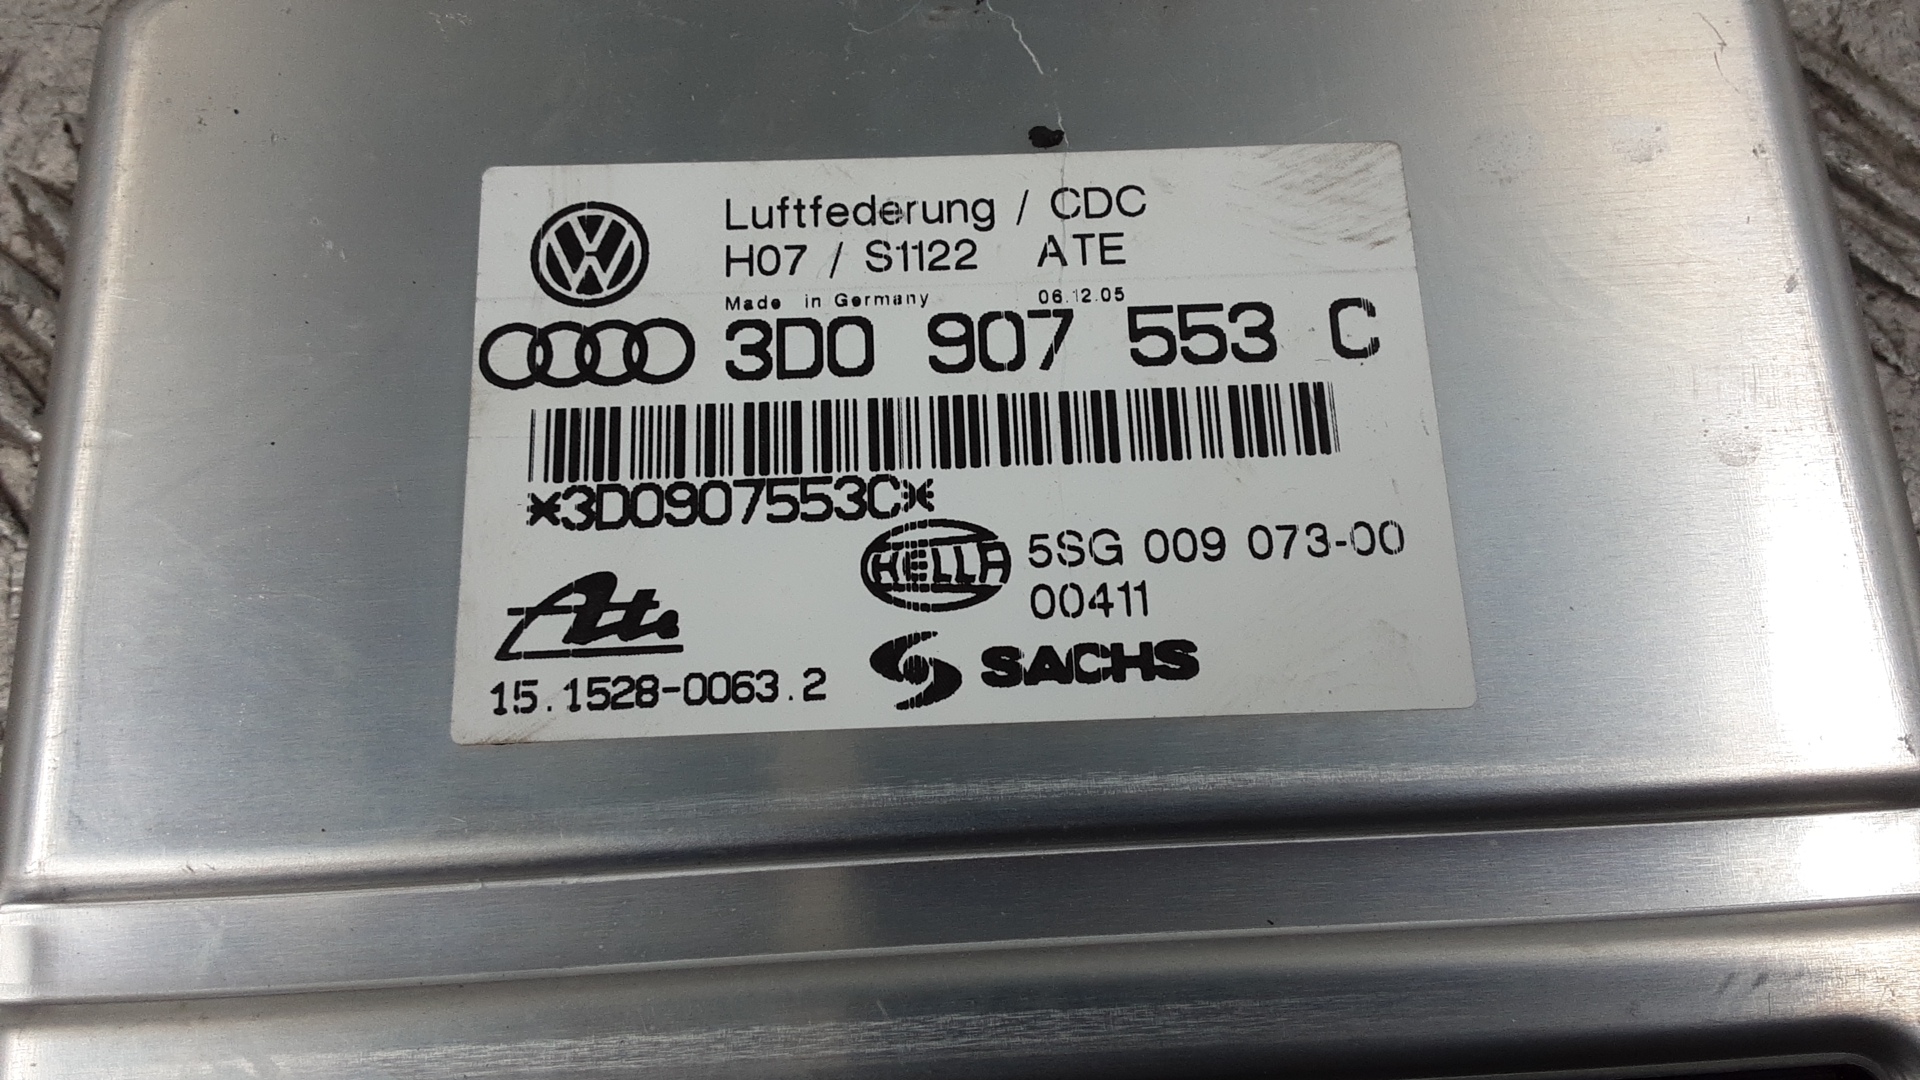 Luftfederung / CDC
H07 / S1122 ATE
Made in Germany 06.12.05
3D0 907 553 C
*3D0907553C*
HELLA 5SG 009 073-00
00411
Ate
SACHS
15.1528-0063.2